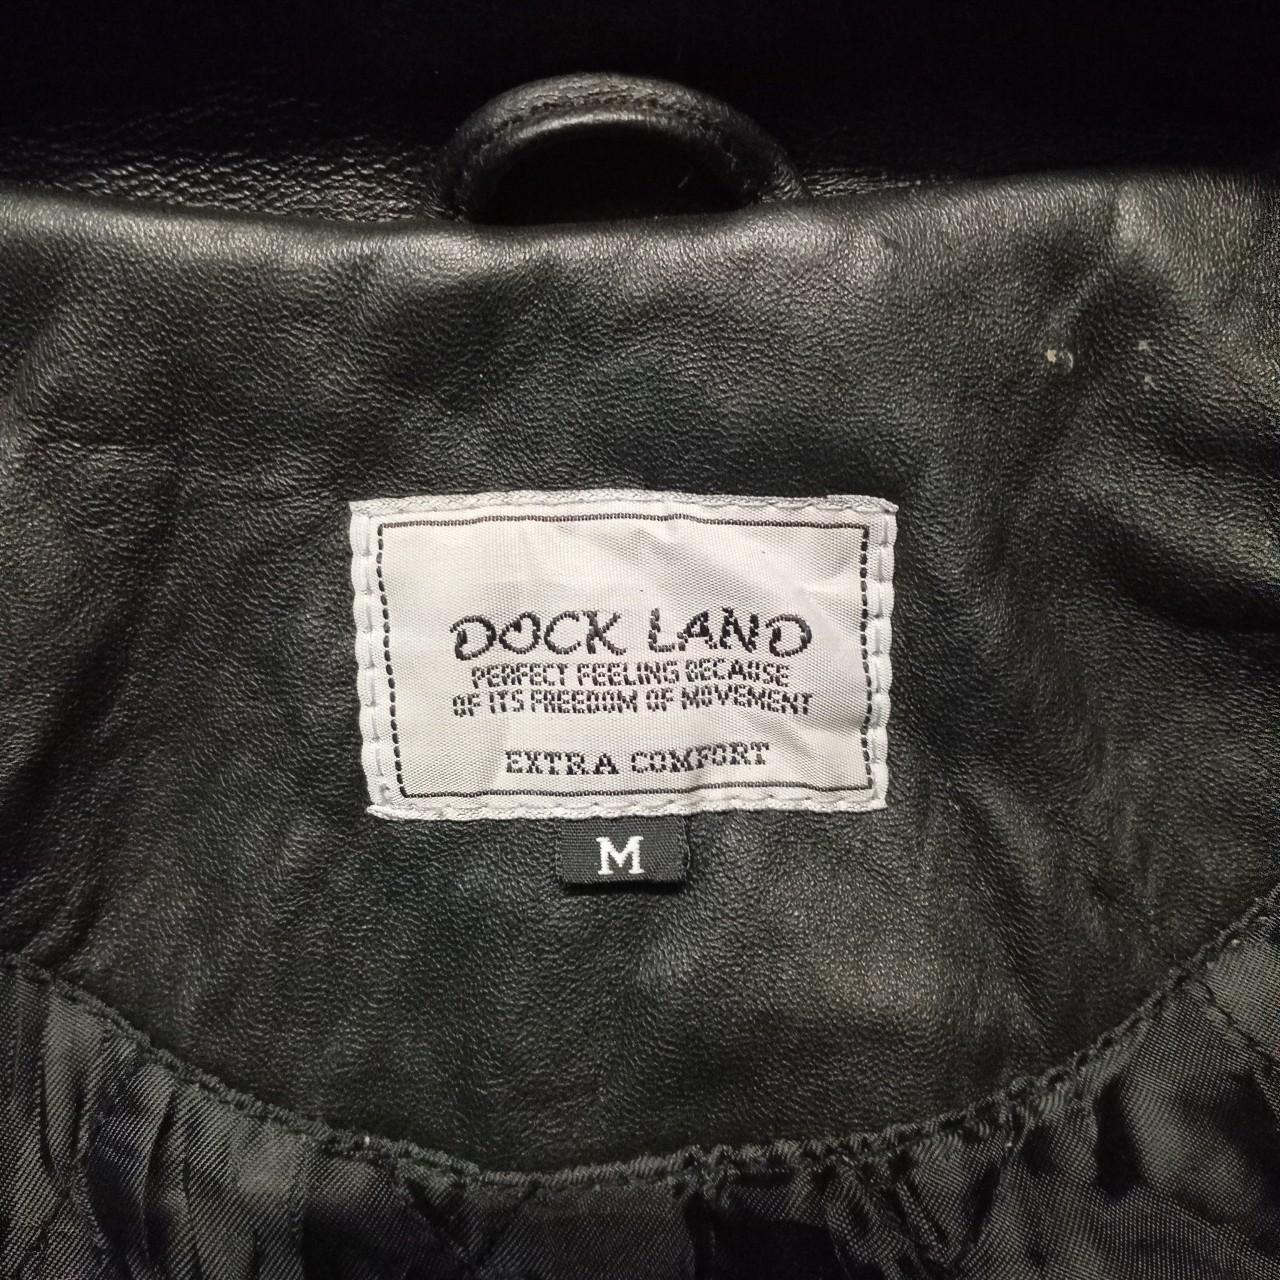 DOCK LAND
PERFECT FEELING BECAUSE
OF ITS FREEDOM OF MOVEMENT
EXTRA COMFORT
M